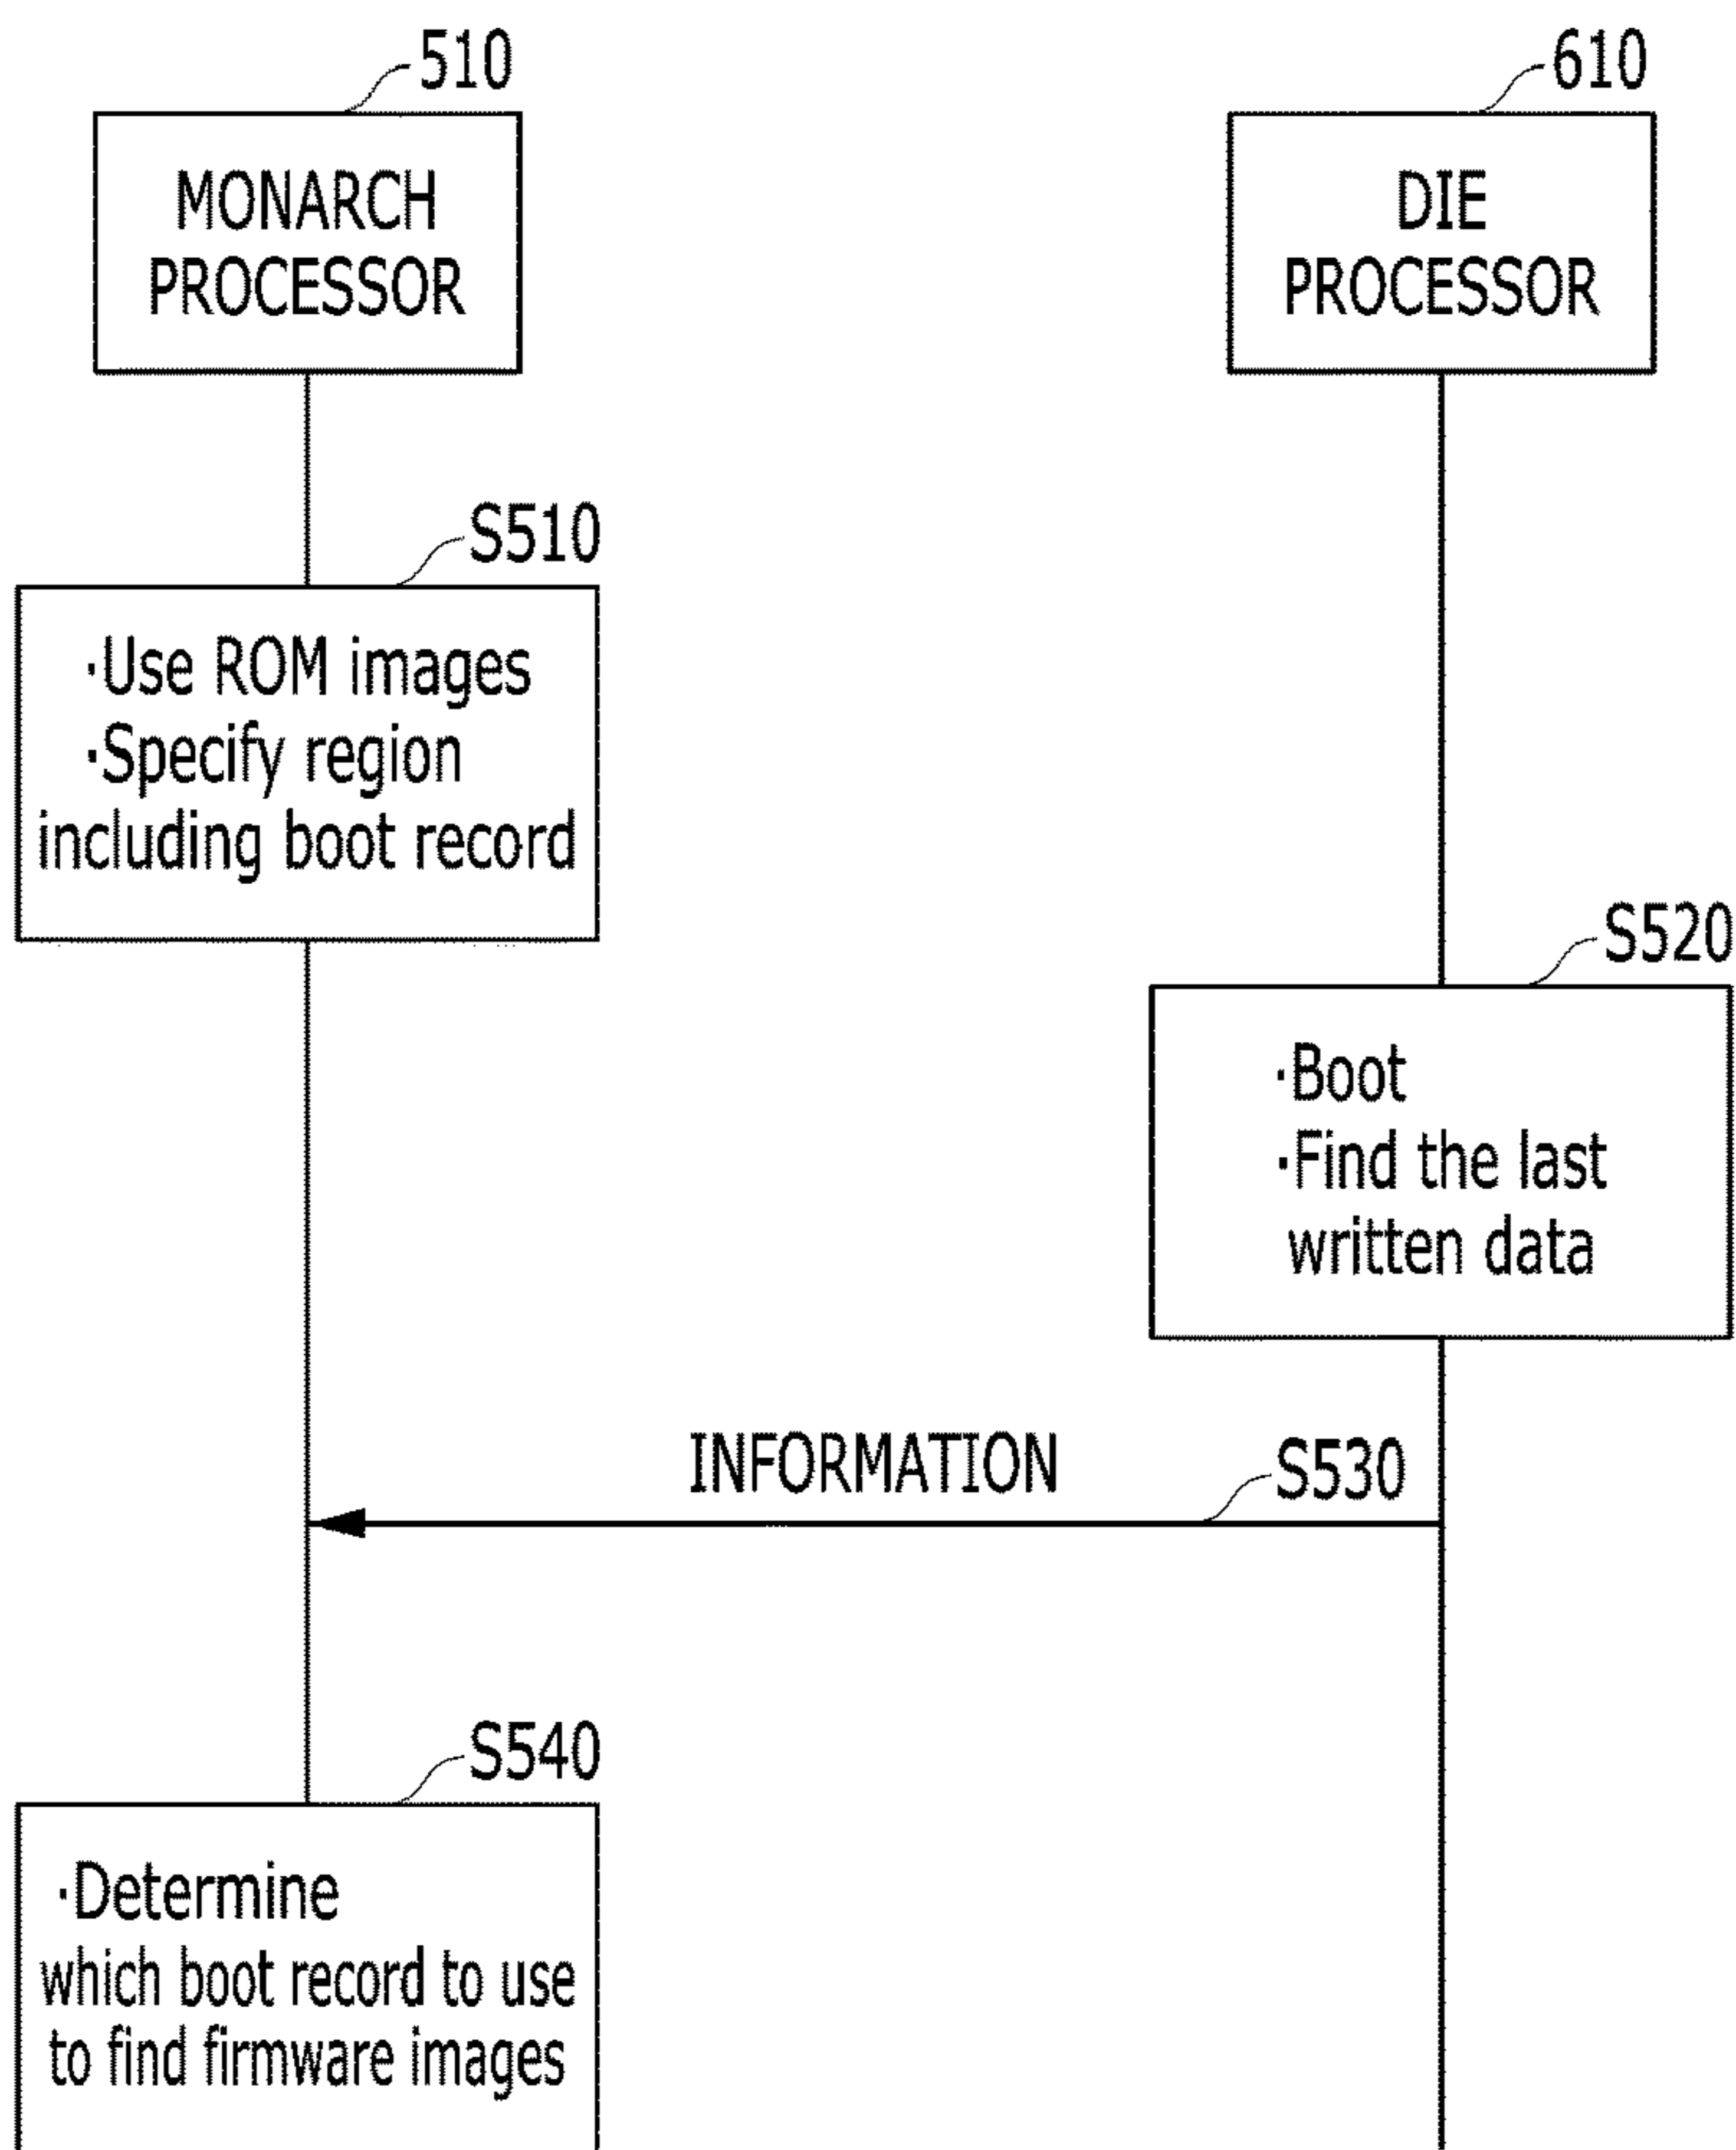 510
MONARCH
PROCESSOR
610
DIE
PROCESSOR
S510
·Use ROM images
·Specify region
including boot record
S520
·Boot
·Find the last
written data
INFORMATION
S530
S540
·Determine
which boot record to use
to find firmware images